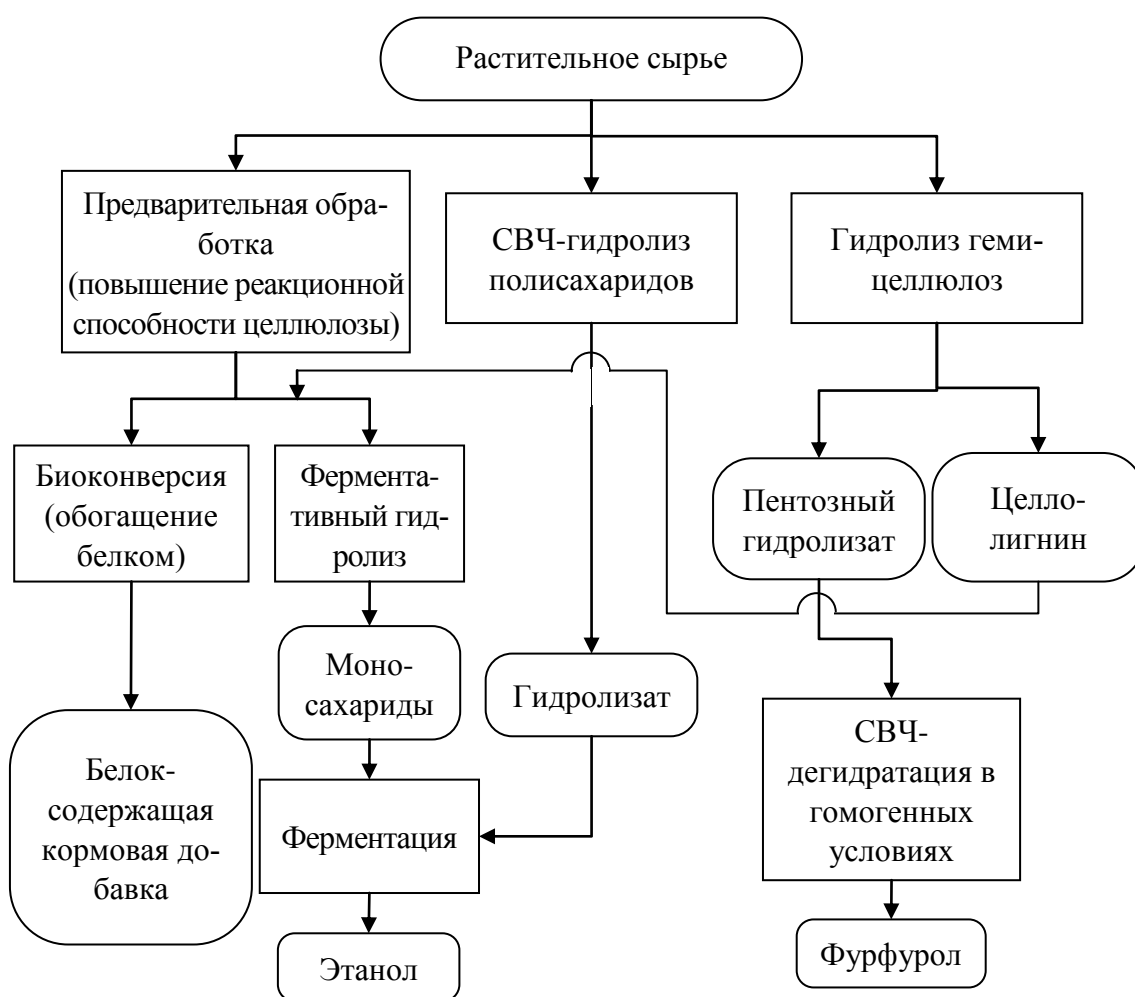 Растительное сырье
Предварительная обра-
ботка
(повышение реакционной
способности целлюлозы)
СВЧ-гидролиз
полисахаридов
Гидролиз геми-
целлюлоз
Биоконверсия
(обогащение
белком)
Фермента-
тивный гид-
ролиз
Пентозный
гидролизат
Целло-
лигнин
Моно-
сахариды
Гидролизат
Белок-
содержащая
кормовая до-
бавка
Ферментация
СВЧ-
дегидратация в
гомогенных
условиях
Этанол
Фурфурол